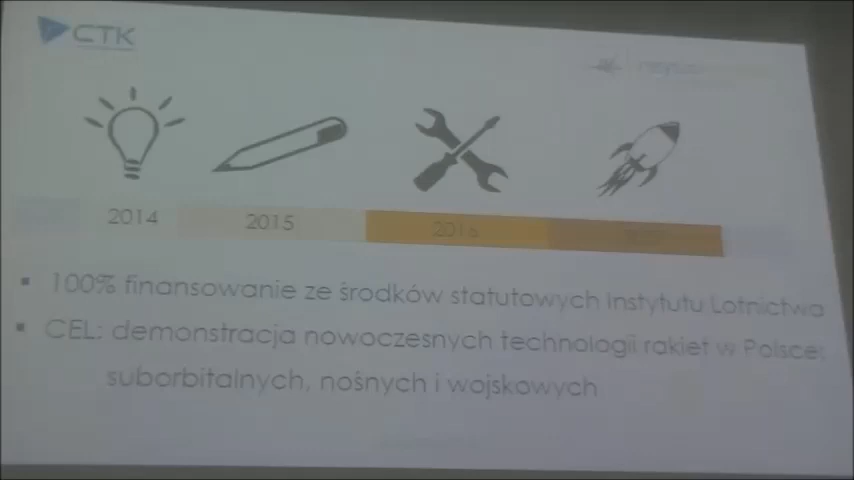 CTK
2014
2015
2016
100% finansowanie ze środków statutowych Instytutu Lotnictwa
CEL: demonstracja nowoczesnych technologii rakiet w Polsce:
suborbitalnych, nośnych i wojskowych